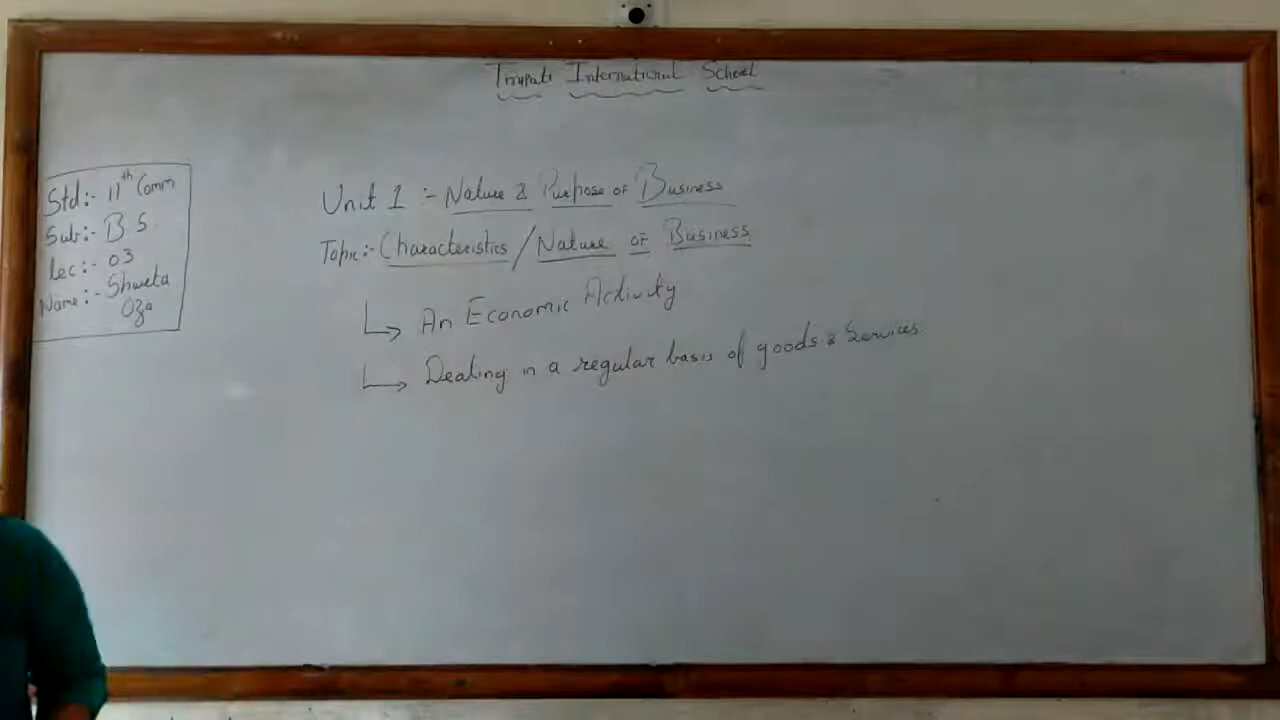 Tirupati International School
Std:- 11th Comm
Sub:- B.S.
Lec:- 03
Name:- Shweta
Oza
Unit 1 :- Nature & Purpose of Business
Topic:- Characteristics / Nature of Business
An Economic Activity
Dealing in a regular basis of goods & Services